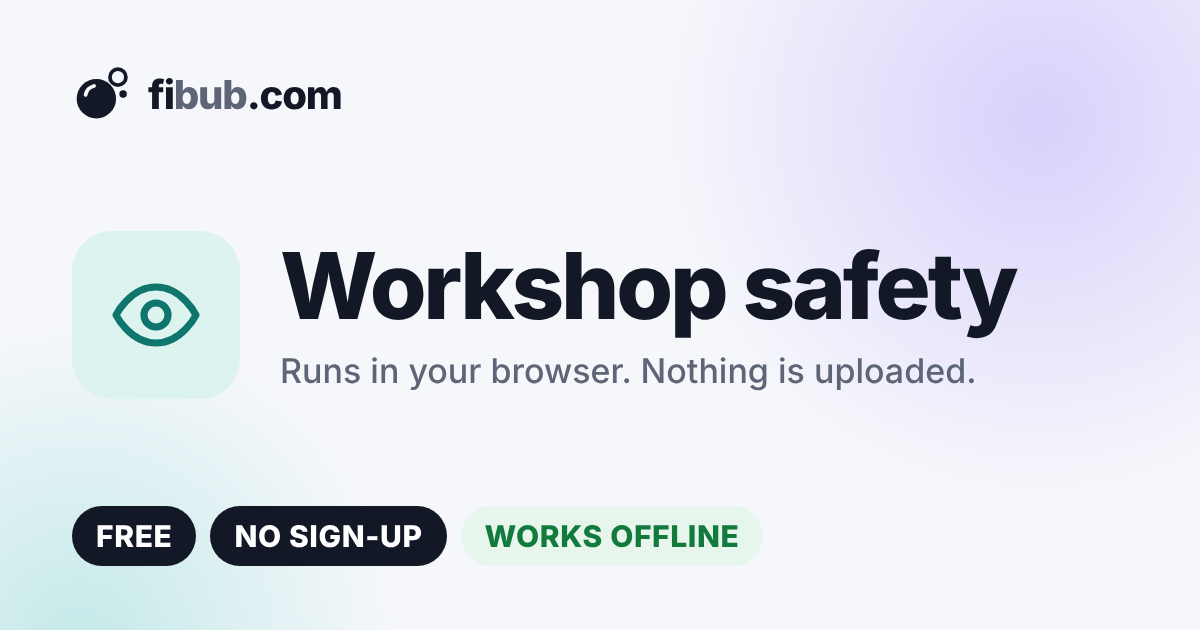 fibub.com
Workshop safety
Runs in your browser. Nothing is uploaded.
FREE NO SIGN-UP WORKS OFFLINE